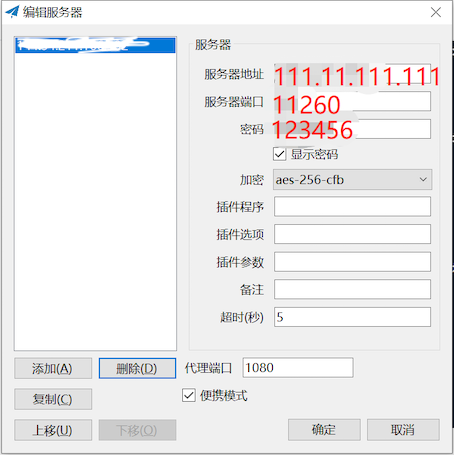 编辑服务器
服务器
服务器地址 111.11.111.111
服务器端口 11260
密码 123456
显示密码
加密 aes-256-cfb
插件程序
插件选项
插件参数
备注
超时(秒) 5
添加(A) 删除(D) 代理端口 1080
复制(C) 便携模式
上移(U) 下移(O) 确定 取消